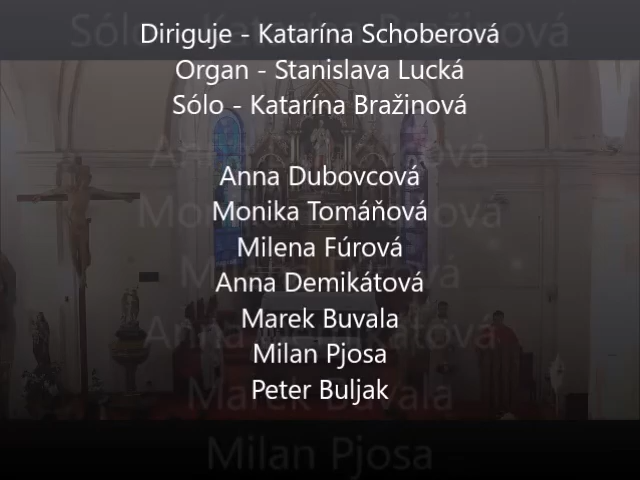 Diriguje - Katarína Schoberová
Organ - Stanislava Lucká
Sólo - Katarína Bražinová
Anna Dubovcová
Monika Tomáňová
Milena Fúrová
Anna Demikátová
Marek Buvala
Milan Pjosa
Peter Buljak